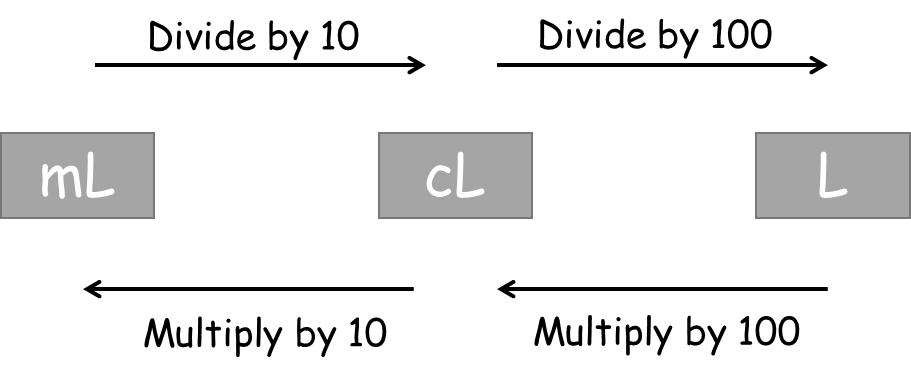 Divide by 10
Divide by 100
mL
cL
L
Multiply by 10
Multiply by 100